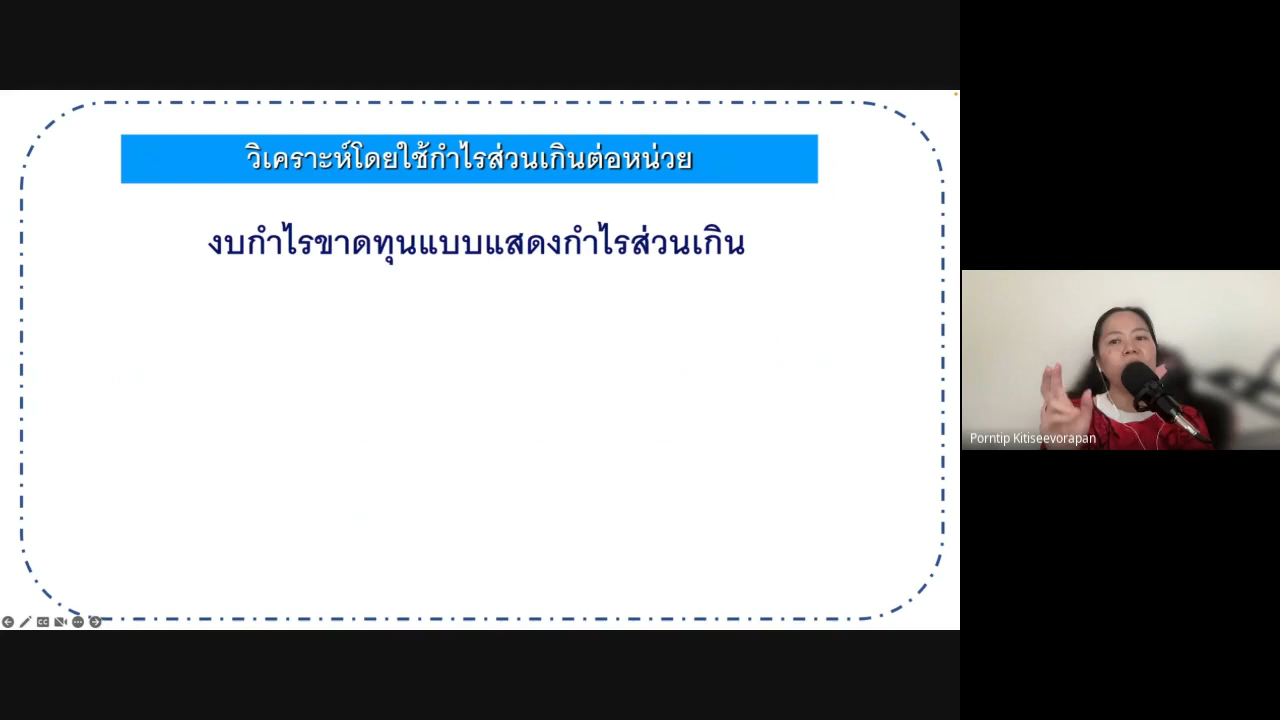 วิเคราะห์โดยใช้กำไรส่วนเกินต่อหน่วย
งบกำไรขาดทุนแบบแสดงกำไรส่วนเกิน
Porntip Kitiseevorapan